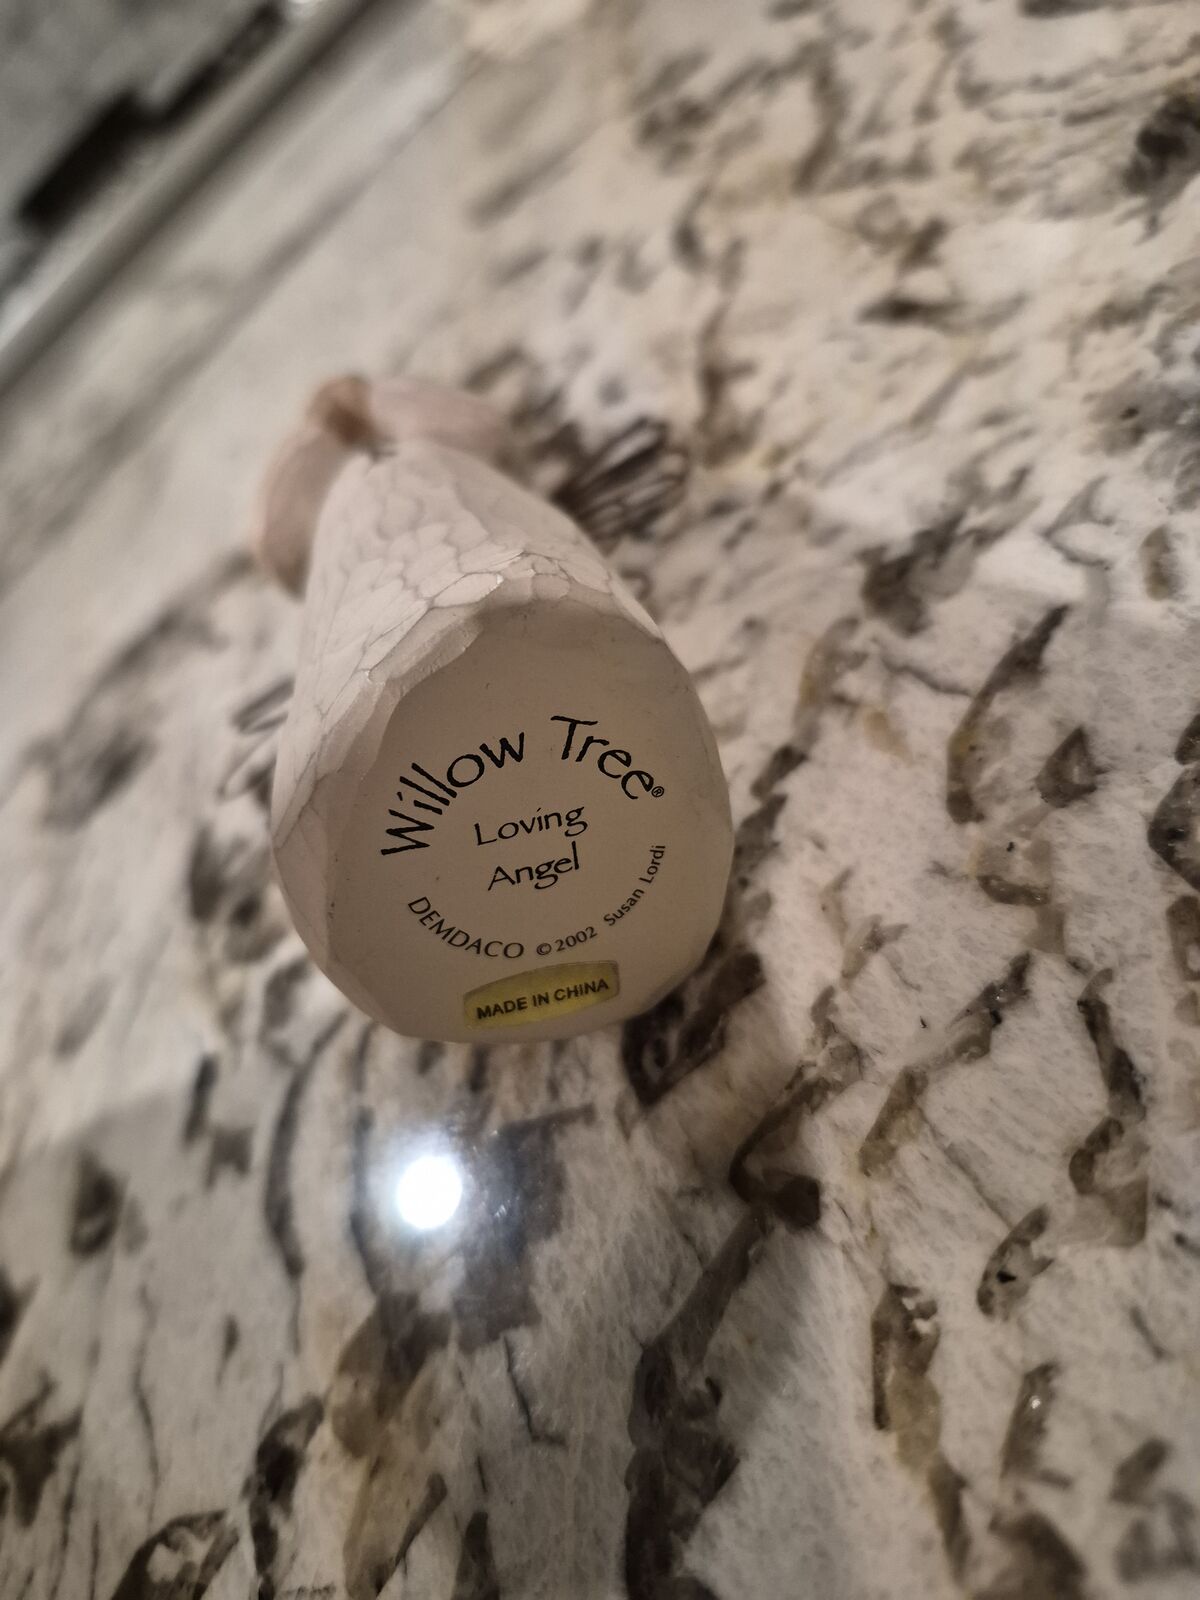 Willow Tree®
Loving
Angel
DEMDACO ©2002 Susan Lordi
MADE IN CHINA